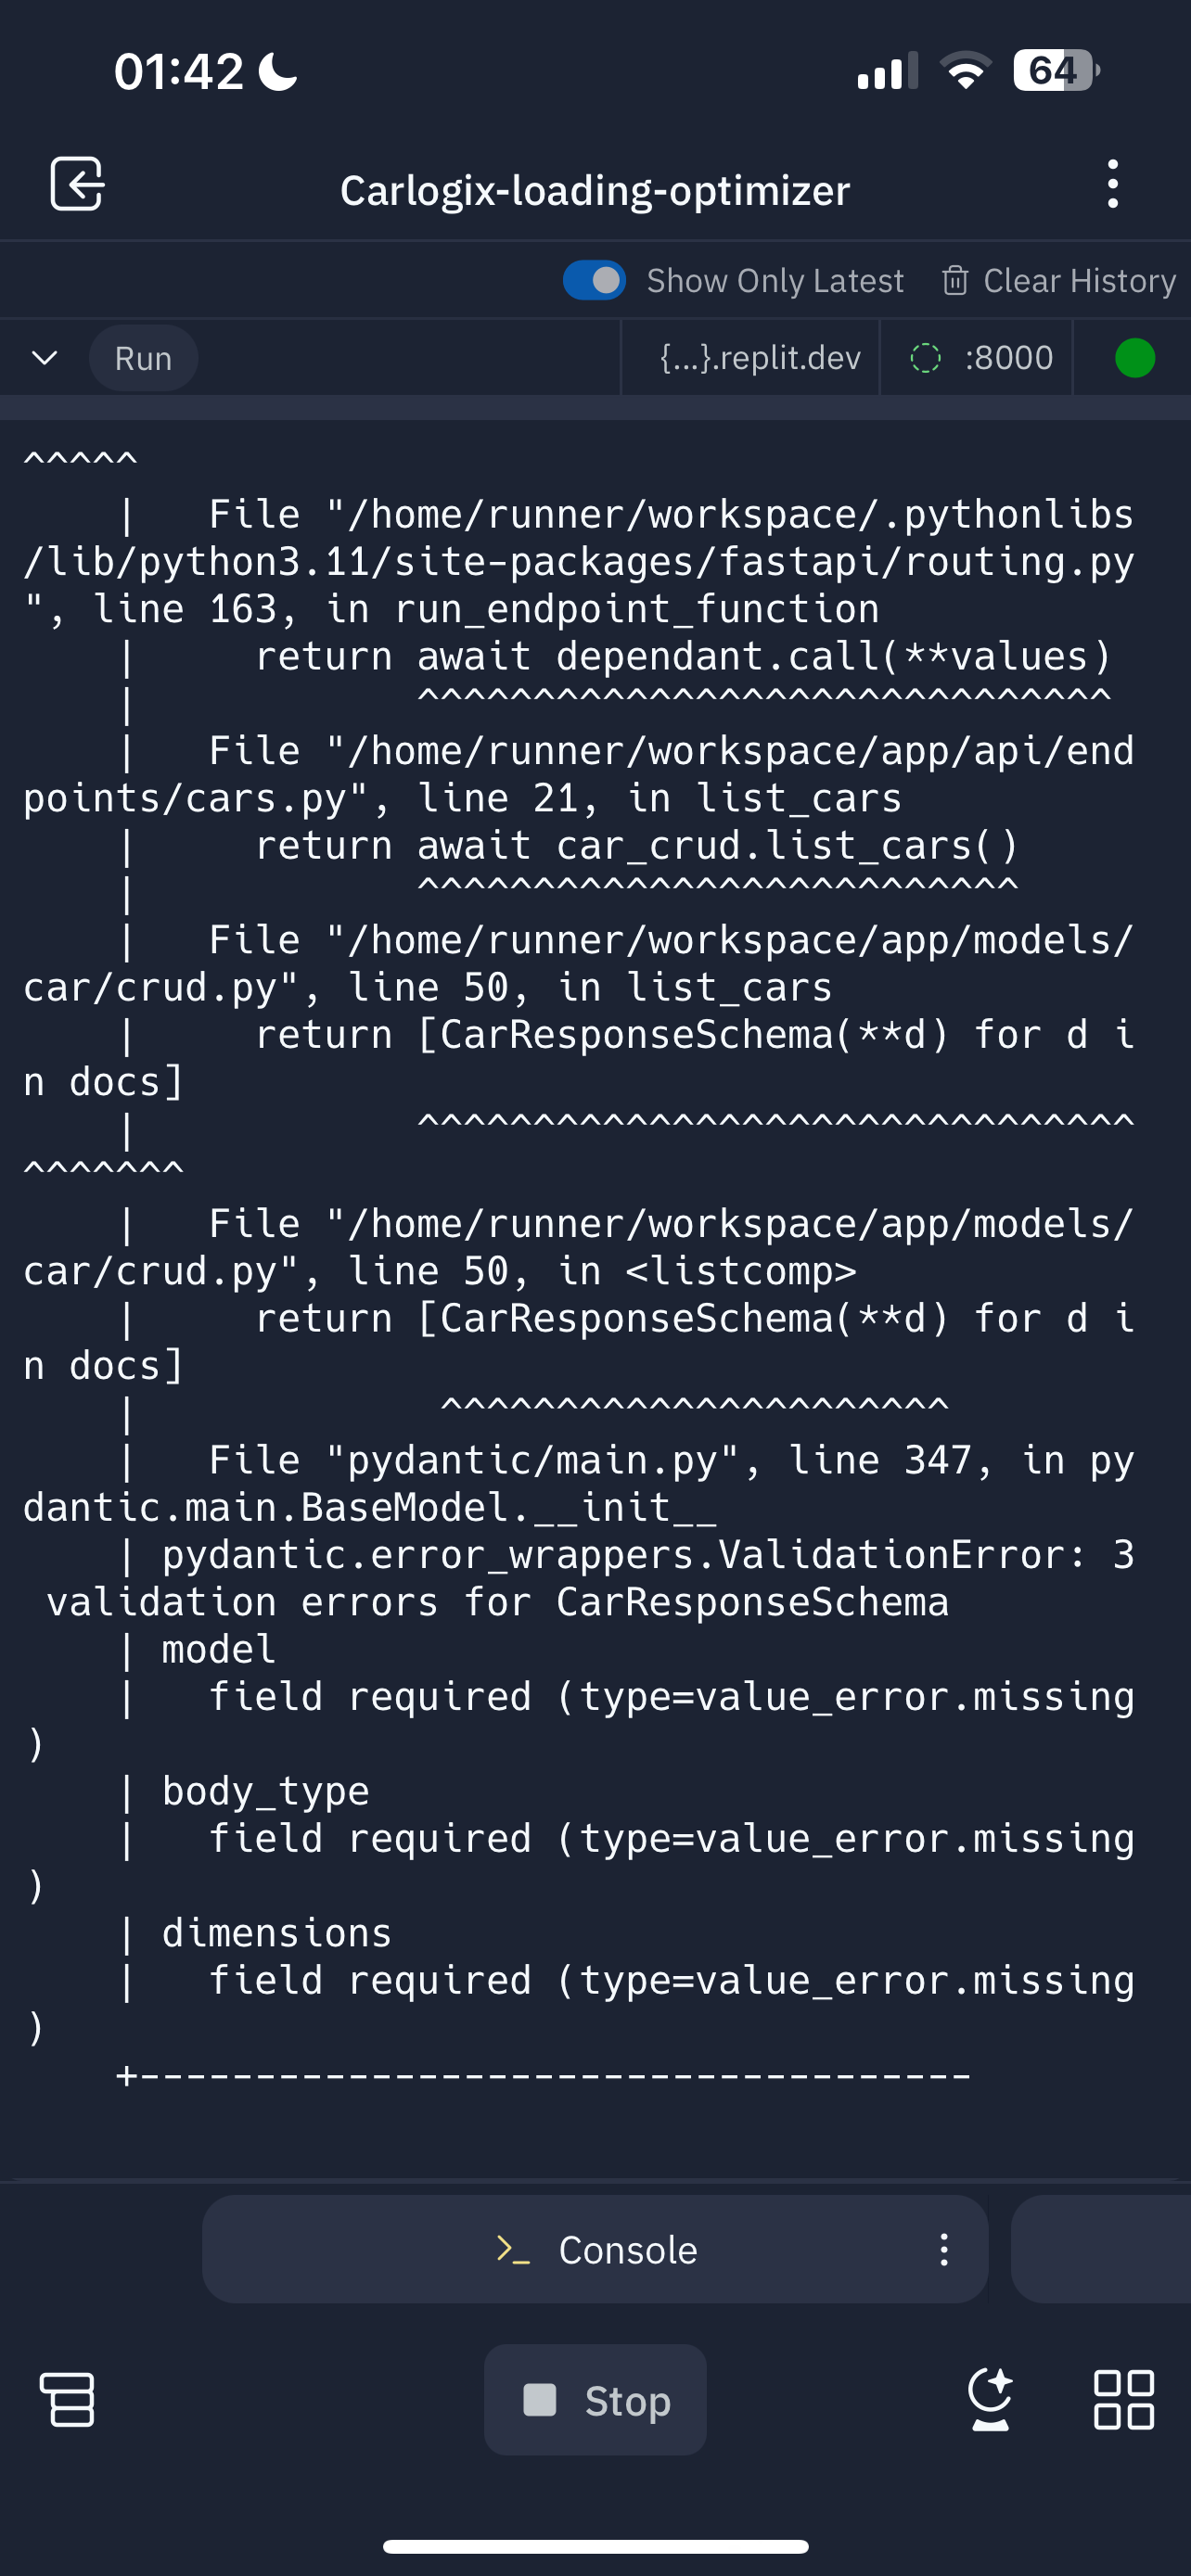 01:42
64
Carlogix-loading-optimizer
Show Only Latest
Clear History
Run
{...}.replit.dev
:8000
^^^^^
    |   File "/home/runner/workspace/.pythonlibs
/lib/python3.11/site-packages/fastapi/routing.py
", line 163, in run_endpoint_function
    |     return await dependant.call(**values)
    |            ^^^^^^^^^^^^^^^^^^^^^^^^^^^^^^
    |   File "/home/runner/workspace/app/api/end
points/cars.py", line 21, in list_cars
    |     return await car_crud.list_cars()
    |            ^^^^^^^^^^^^^^^^^^^^^^^^^^
    |   File "/home/runner/workspace/app/models/
car/crud.py", line 50, in list_cars
    |     return [CarResponseSchema(**d) for d i
n docs]
    |            ^^^^^^^^^^^^^^^^^^^^^^^^^^^^^^^
^^^^^^^
    |   File "/home/runner/workspace/app/models/
car/crud.py", line 50, in <listcomp>
    |     return [CarResponseSchema(**d) for d i
n docs]
    |             ^^^^^^^^^^^^^^^^^^^^^^
    |   File "pydantic/main.py", line 347, in py
dantic.main.BaseModel.__init__
    | pydantic.error_wrappers.ValidationError: 3
 validation errors for CarResponseSchema
    | model
    |   field required (type=value_error.missing
)
    | body_type
    |   field required (type=value_error.missing
)
    | dimensions
    |   field required (type=value_error.missing
)
    +------------------------------------
Console
Stop